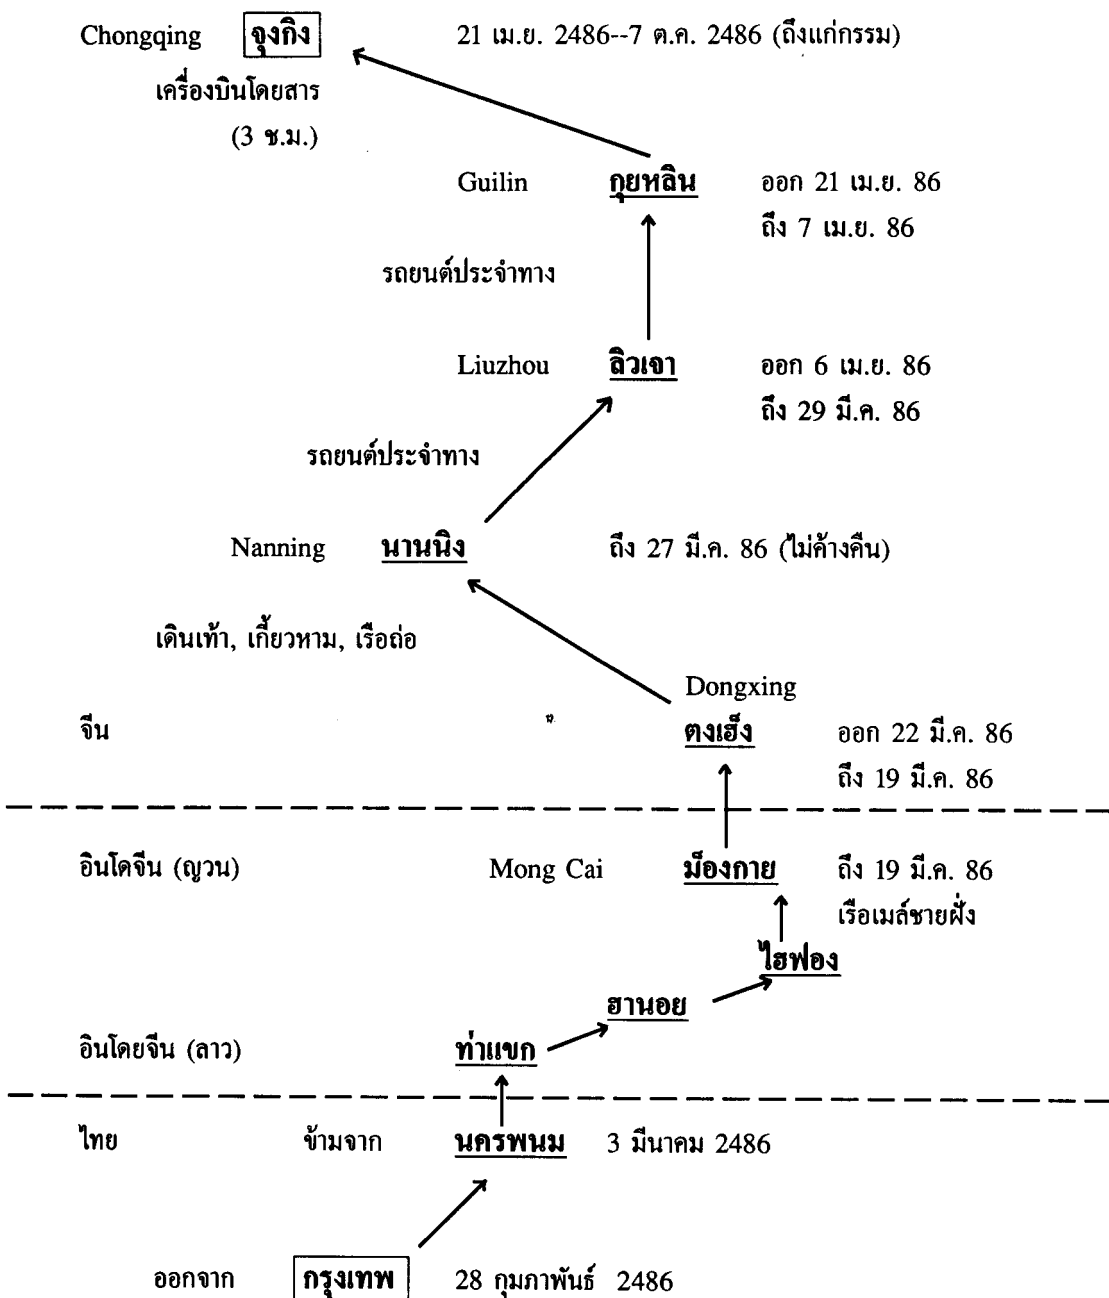 Chongqing จุงกิง 21 เม.ย. 2486--7 ต.ค. 2486 (ถึงแก่กรรม)
เครื่องบินโดยสาร
(3 ช.ม.)
Guilin กุยหลิน ออก 21 เม.ย. 86
ถึง 7 เม.ย. 86
รถยนต์ประจำทาง
Liuzhou ลิวเจา ออก 6 เม.ย. 86
ถึง 29 มี.ค. 86
รถยนต์ประจำทาง
Nanning นานนิง ถึง 27 มี.ค. 86 (ไม่ค้างคืน)
เดินเท้า, เกี้ยวหาม, เรือถ่อ
Dongxing
จีน ตงเฮ็ง ออก 22 มี.ค. 86
ถึง 19 มี.ค. 86
อินโดจีน (ญวน) Mong Cai ม็องกาย ถึง 19 มี.ค. 86
เรือเมล์ชายฝั่ง
ไฮฟอง
ฮานอย
อินโดยจีน (ลาว) ท่าแขก
ไทย ข้ามจาก นครพนม 3 มีนาคม 2486
ออกจาก กรุงเทพ 28 กุมภาพันธ์ 2486